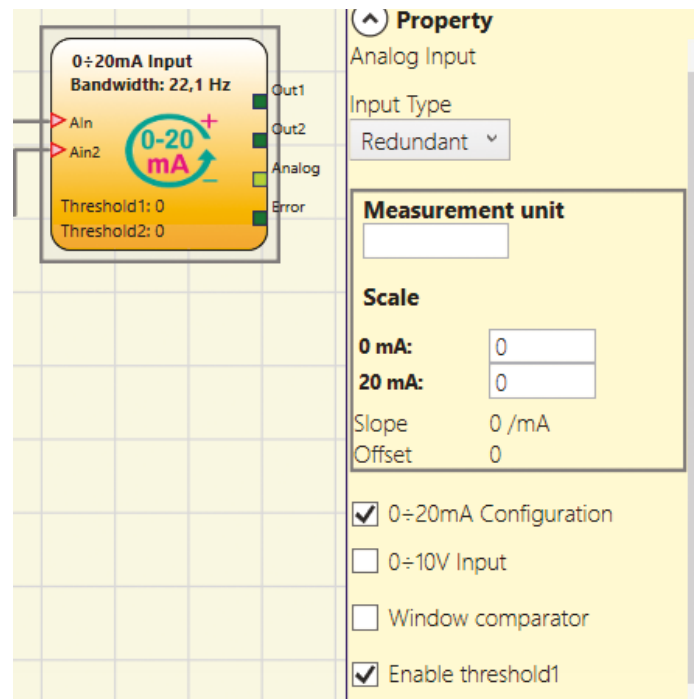 0÷20mA Input
Bandwidth: 22,1 Hz
AIn
Ain2
0-20
mA
+
−
Out1
Out2
Analog
Error
Threshold1: 0
Threshold2: 0
Property
Analog Input
Input Type
Redundant
Measurement unit
Scale
0 mA: 0
20 mA: 0
Slope 0 /mA
Offset 0
0÷20mA Configuration
0÷10V Input
Window comparator
Enable threshold1